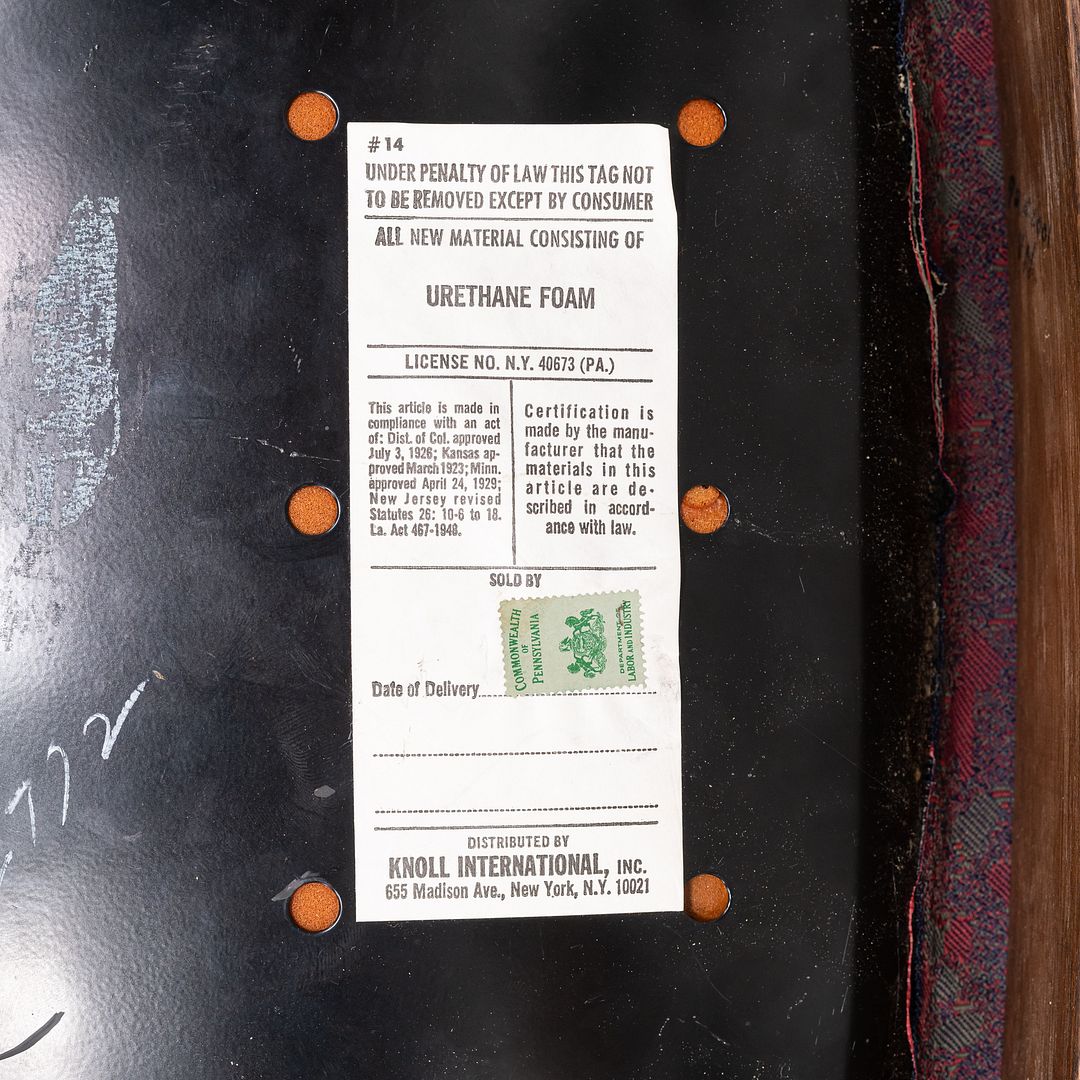 #14
UNDER PENALTY OF LAW THIS TAG NOT
TO BE REMOVED EXCEPT BY CONSUMER
ALL NEW MATERIAL CONSISTING OF
URETHANE FOAM
LICENSE NO. N.Y. 40673 (PA.)
This article is made in
compliance with an act
of: Dist. of Col. approved
July 3, 1926; Kansas ap-
proved March 1923; Minn.
approved April 24, 1929;
New Jersey revised
Statutes 26: 10-6 to 18.
La. Act 467-1948.
Certification is
made by the manu-
facturer that the
materials in this
article are de-
scribed in accord-
ance with law.
SOLD BY
COMMONWEALTH
OF
PENNSYLVANIA
DEPARTMENT OF
LABOR AND INDUSTRY
Date of Delivery
DISTRIBUTED BY
KNOLL INTERNATIONAL, INC.
655 Madison Ave., New York, N.Y. 10021